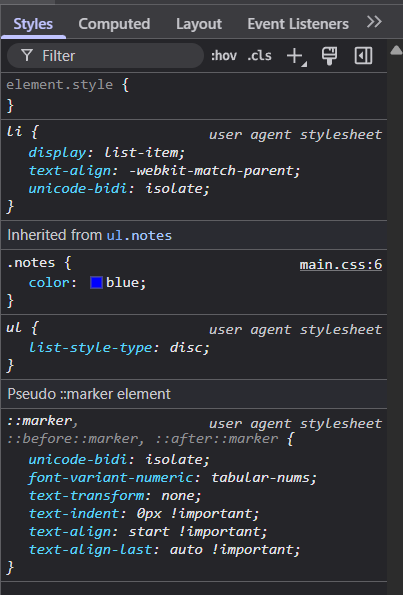 Styles Computed Layout Event Listeners
Filter :hov .cls
element.style {
}
li { user agent stylesheet
display: list-item;
text-align: -webkit-match-parent;
unicode-bidi: isolate;
}
Inherited from ul.notes
.notes { main.css:6
color: blue;
}
ul { user agent stylesheet
list-style-type: disc;
}
Pseudo ::marker element
::marker, user agent stylesheet
::before::marker, ::after::marker {
unicode-bidi: isolate;
font-variant-numeric: tabular-nums;
text-transform: none;
text-indent: 0px !important;
text-align: start !important;
text-align-last: auto !important;
}